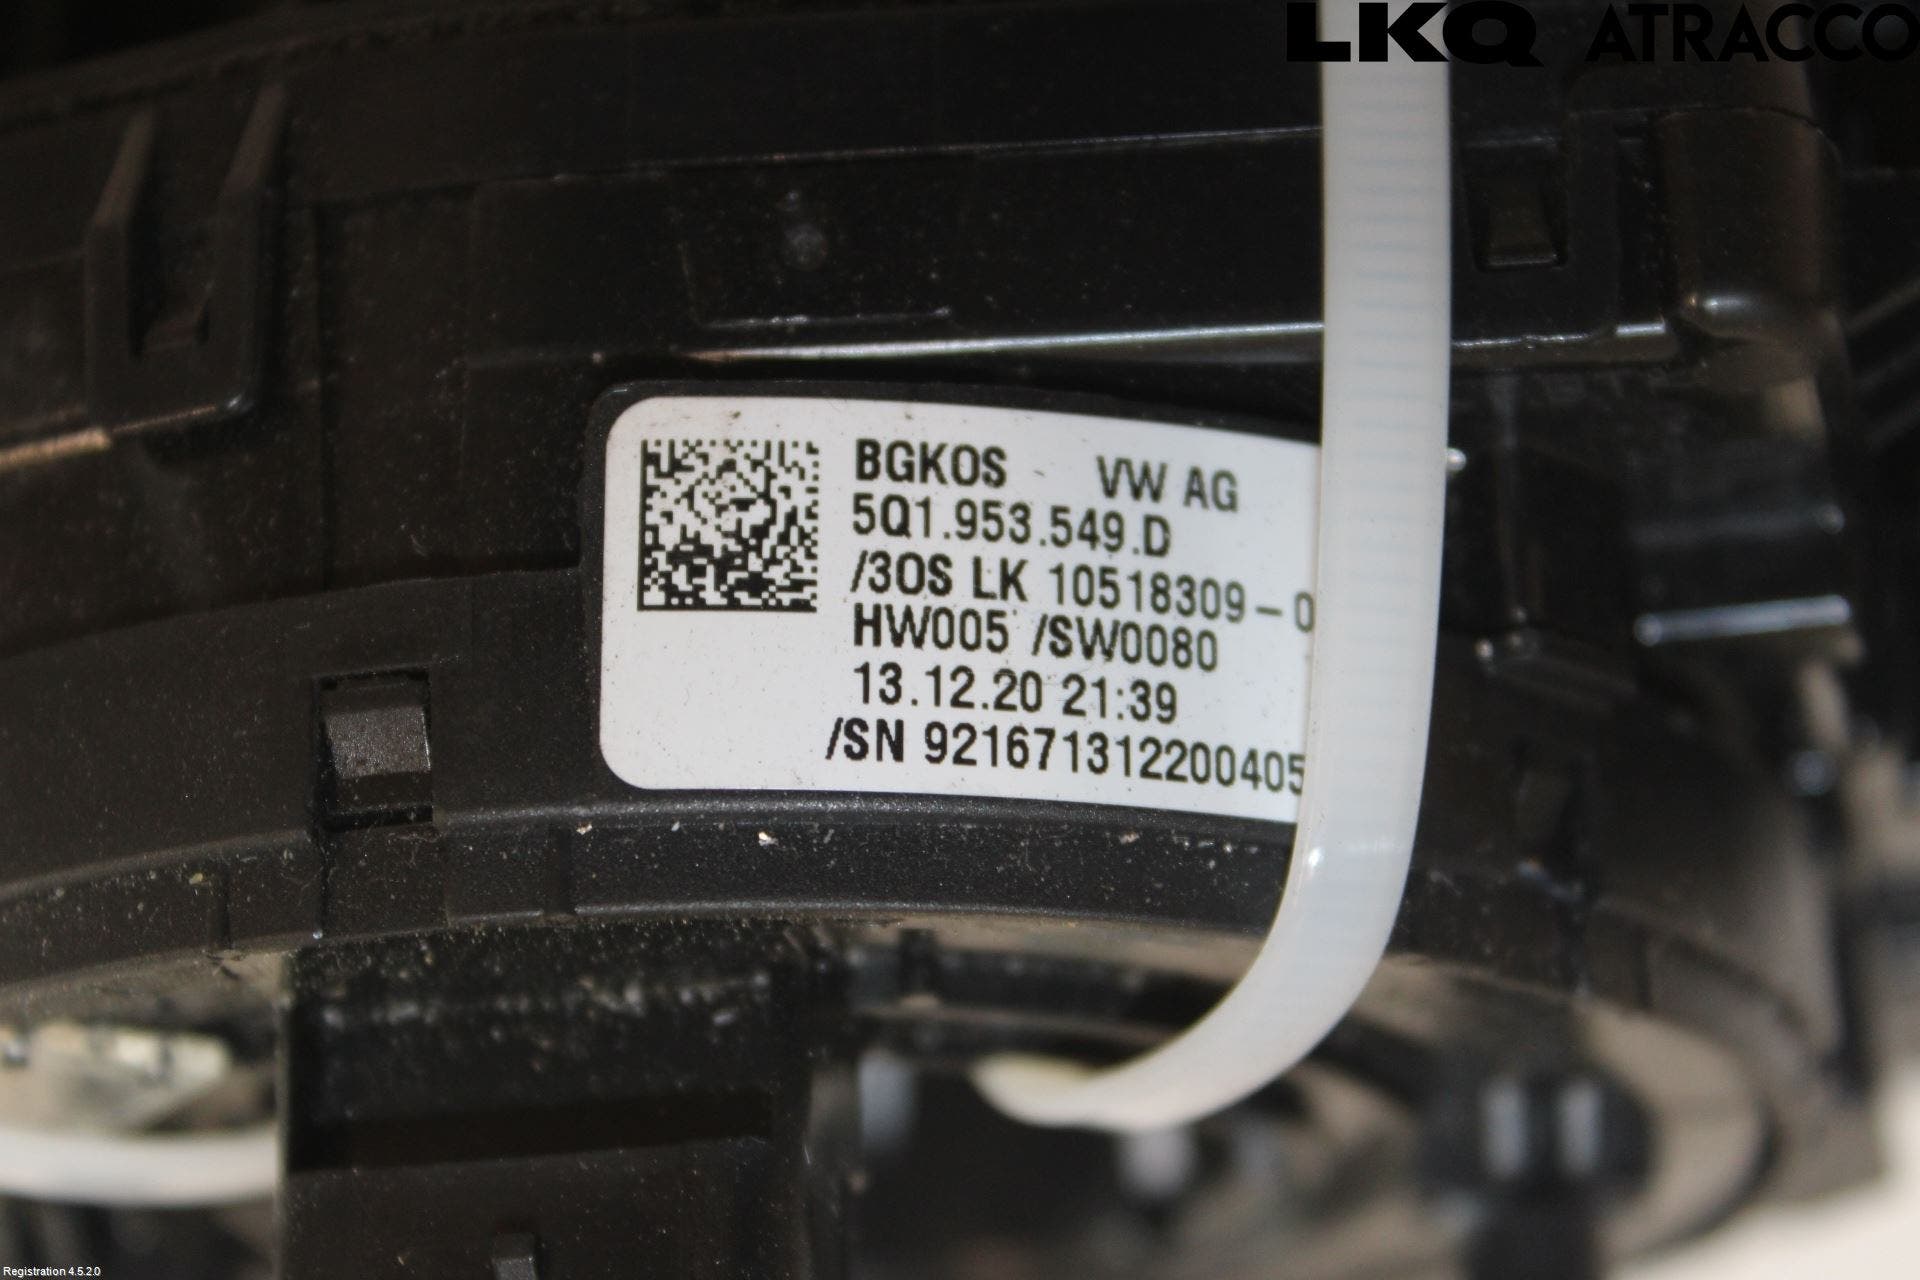 LKQ ATRACCO
BGKOS VW AG
5Q1.953.549.D
/3OS LK 10518309-0
HW005 /SW0080
13.12.20 21:39
/SN 921671312200405
Registration 4.5.2.0